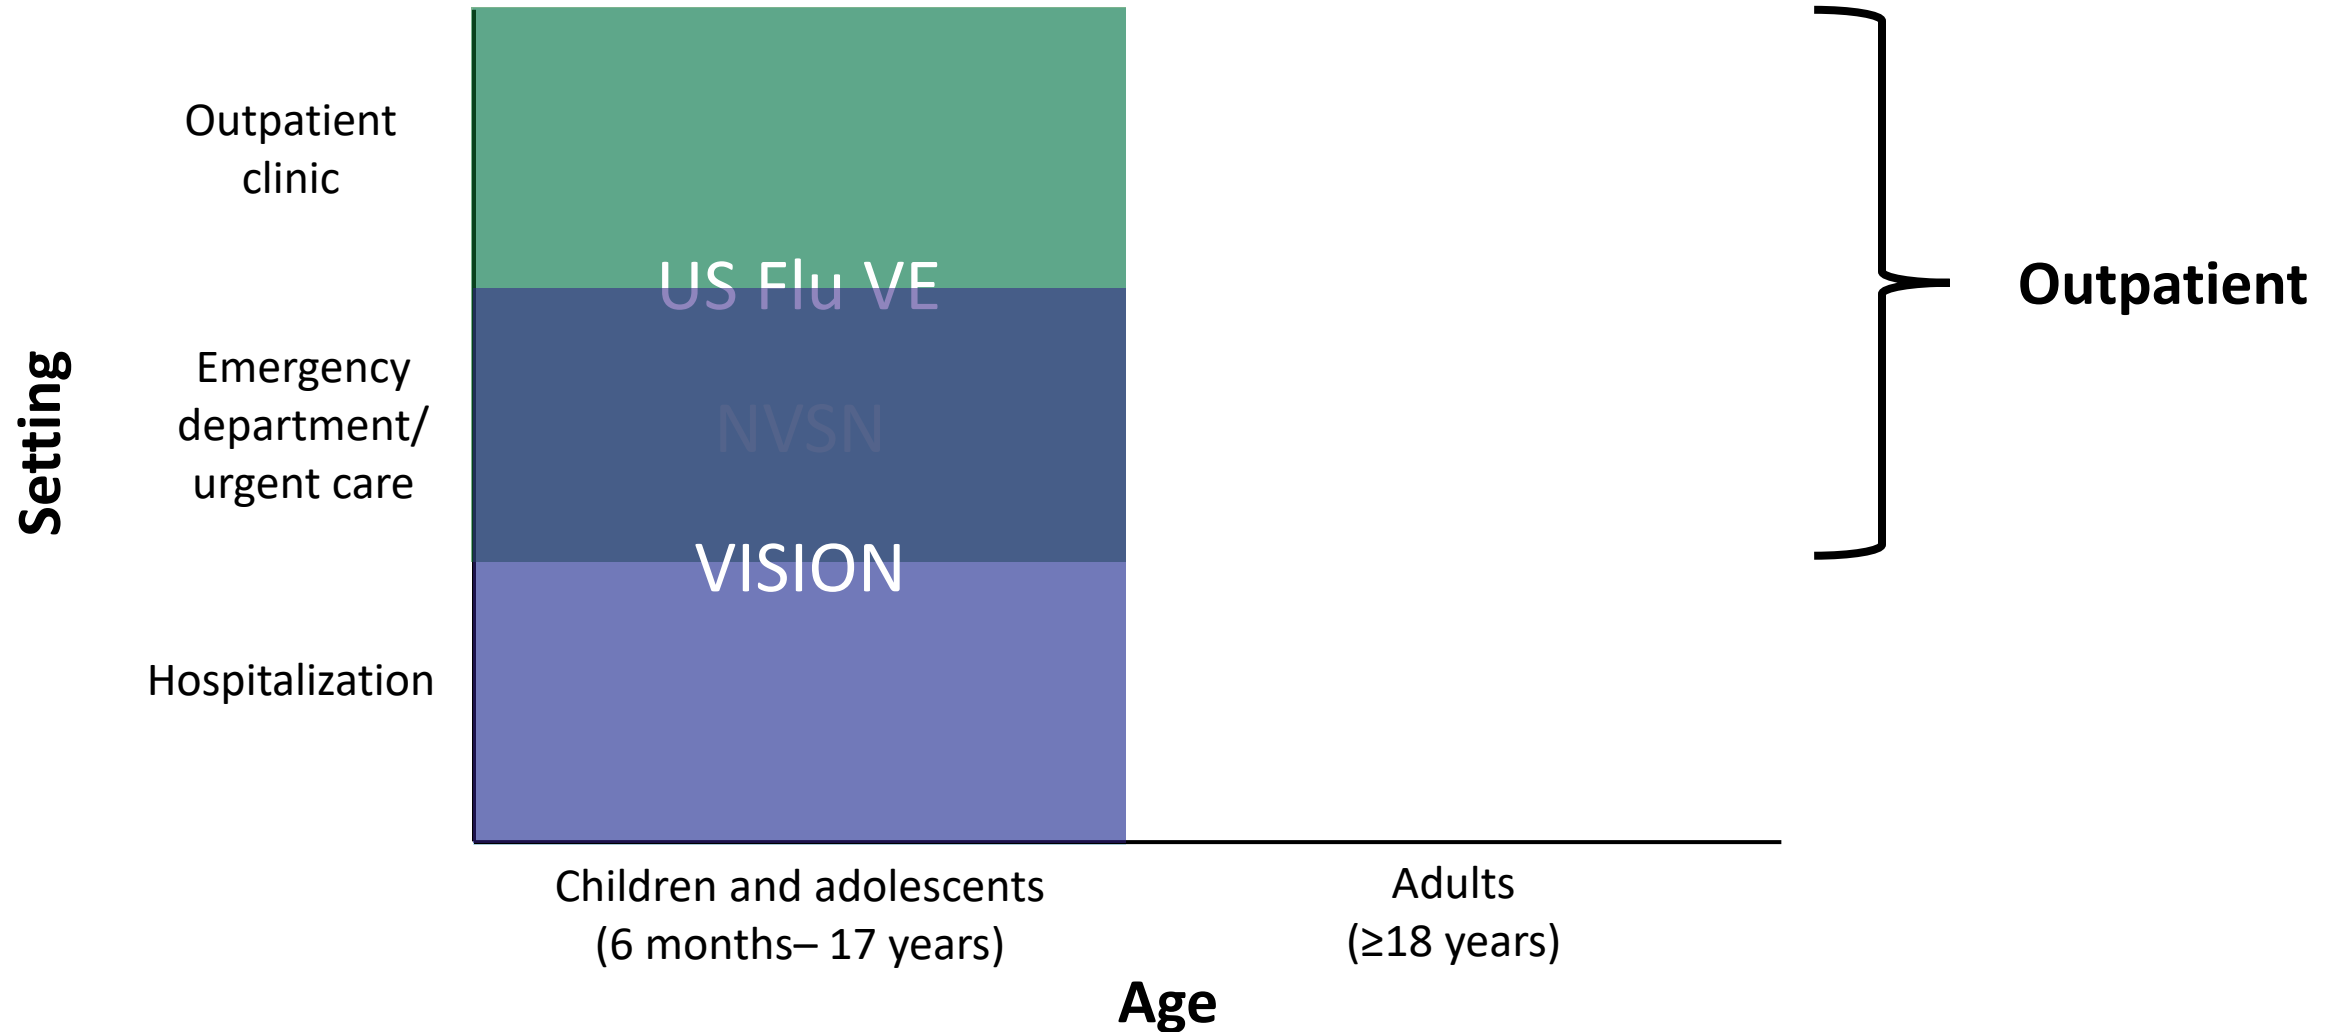 Outpatient
clinic
US Flu VE
Outpatient
Setting
Emergency
department/
urgent care
NVSN
VISION
Hospitalization
Children and adolescents
(6 months– 17 years)
Adults
(≥18 years)
Age